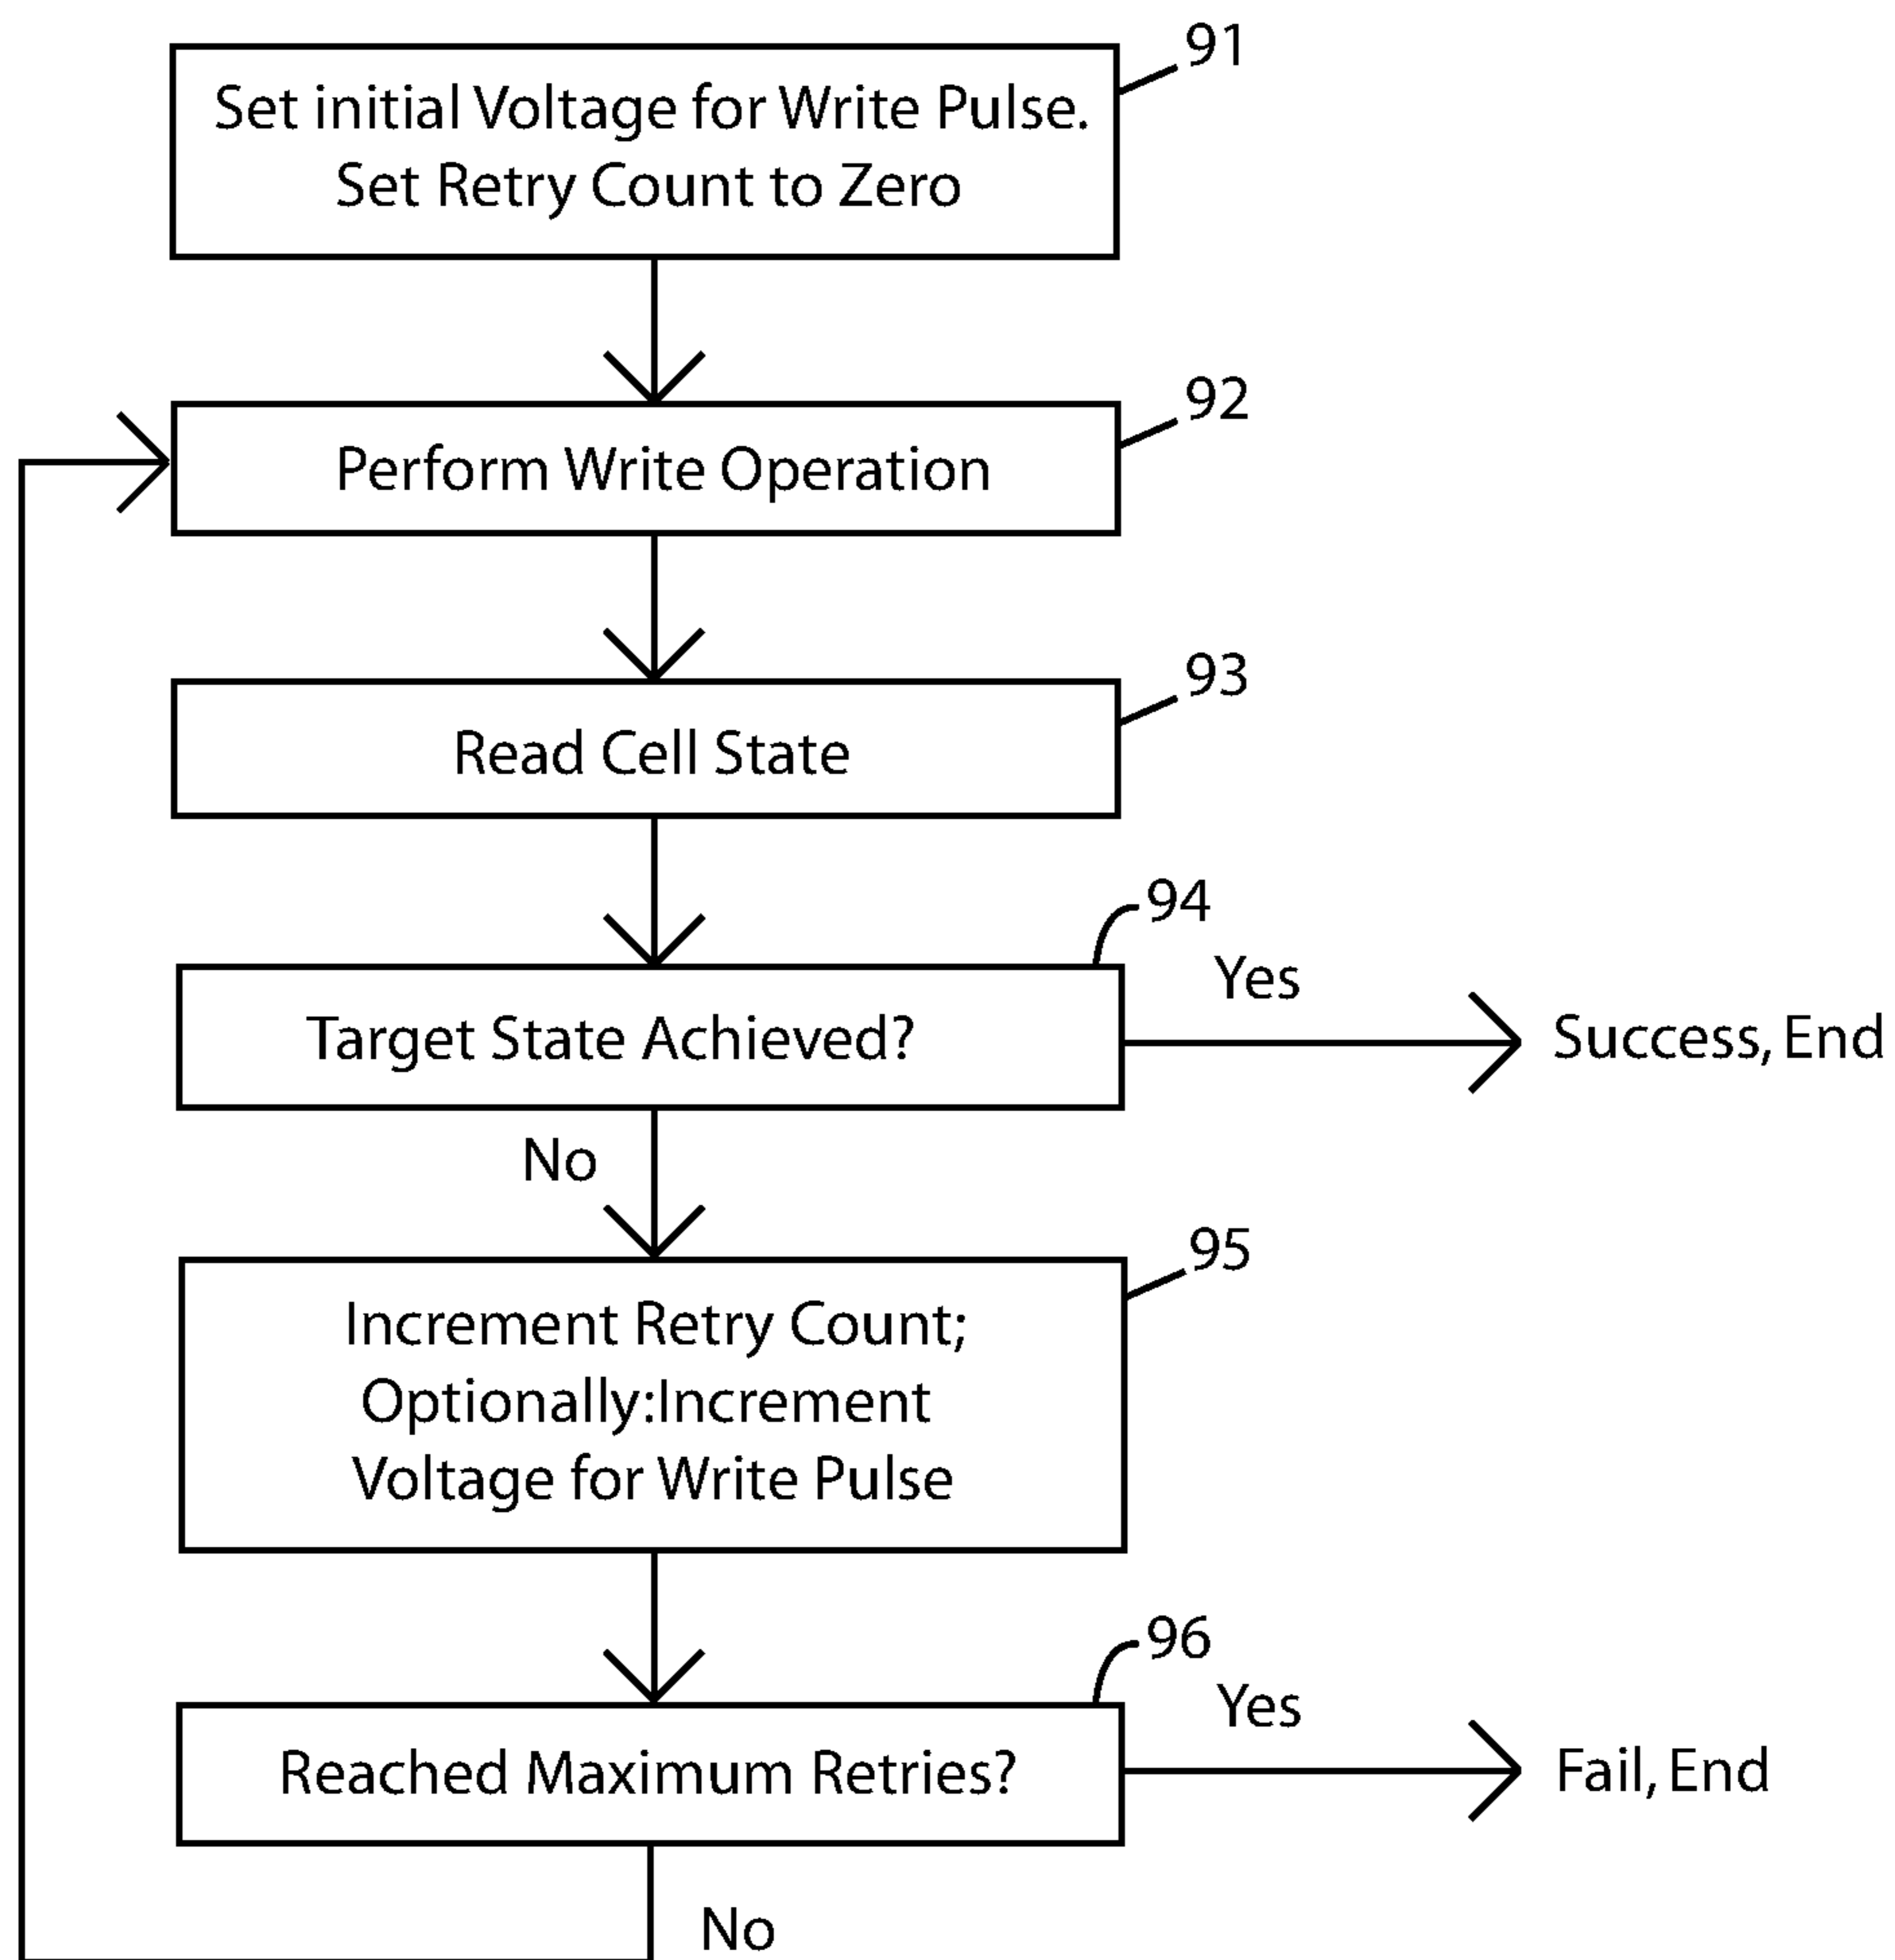 91
Set initial Voltage for Write Pulse.
Set Retry Count to Zero
92
Perform Write Operation
93
Read Cell State
94
Target State Achieved?
Yes
Success, End
No
95
Increment Retry Count;
Optionally:Increment
Voltage for Write Pulse
96
Reached Maximum Retries?
Yes
Fail, End
No